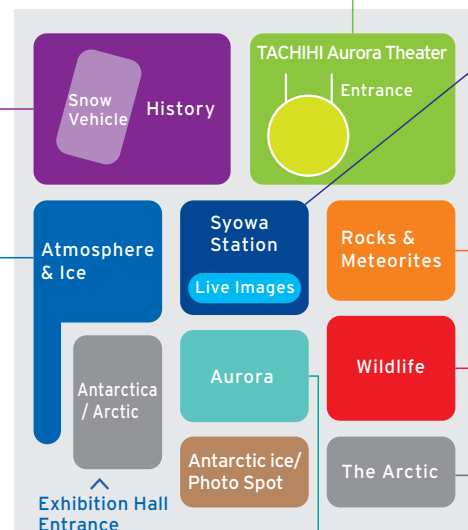 TACHIHI Aurora Theater
Entrance
Snow
Vehicle
History
Atmosphere
& Ice
Syowa
Station
Live Images
Rocks &
Meteorites
Antarctica
/ Arctic
Aurora
Wildlife
Antarctic ice/
Photo Spot
The Arctic
Exhibition Hall
Entrance